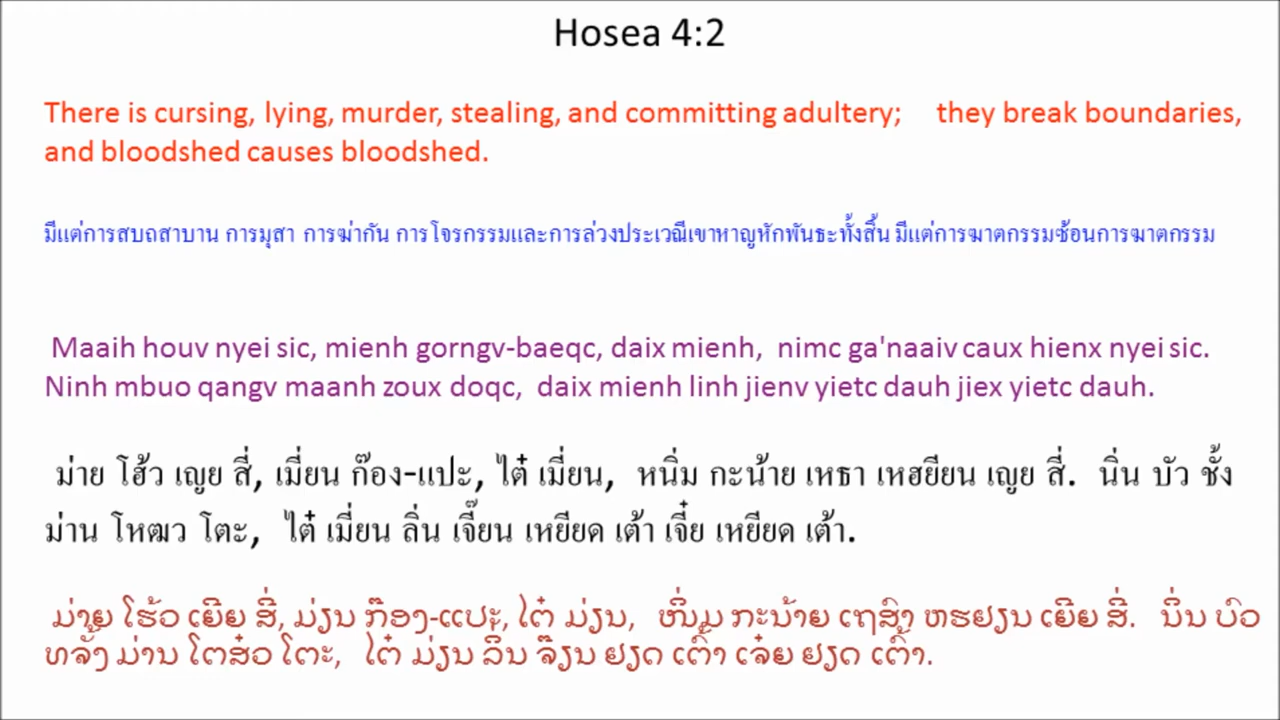 Hosea 4:2
There is cursing, lying, murder, stealing, and committing adultery; they break boundaries,
and bloodshed causes bloodshed.
มีแต่การสบถสาบาน การมุสา การฆ่ากัน การโจรกรรมและการล่วงประเวณีเขาหาญหักพันธะทั้งสิ้น มีแต่การฆาตกรรมซ้อนการฆาตกรรม
Maaih houv nyei sic, mienh gorngv-baeqc, daix mienh, nimc ga'naaiv caux hienx nyei sic.
Ninh mbuo qangv maanh zoux doqc, daix mienh linh jienv yietc dauh jiex yietc dauh.
ม่าย โฮ้ว เญย สี่, เมี่ยน ก๊อง-แปะ, ไต๋ เมี่ยน, หนิ่ม กะน้าย เหธา เหฮยียน เญย สี่. นิ่น บัว ชั้ง
ม่าน โหฒว โตะ, ไต๋ เมี่ยน ลิ่น เจี๊ยน เหยียด เต้า เจี๋ย เหยียด เต้า.
ມ່າຍ ໂຮ້ວ ເຍີຍ ສີ່, ມ່ຽນ ກ໊ອງ-ແປະ, ໄຕ໋ ມ່ຽນ, ໜິ່ມ ກະນ້າຍ ເຖສົາ ຫຮຢຽນ ເຍີຍ ສີ່. ນິ່ນ ບົວ
ທຈັ້ງ ມ່ານ ໂຕສ໋ວ ໂຕະ, ໄຕ໋ ມ່ຽນ ລິ່ນ ຈ໊ຽນ ຢຽດ ເຕົ້າ ເຈ໋ຍ ຢຽດ ເຕົ້າ.